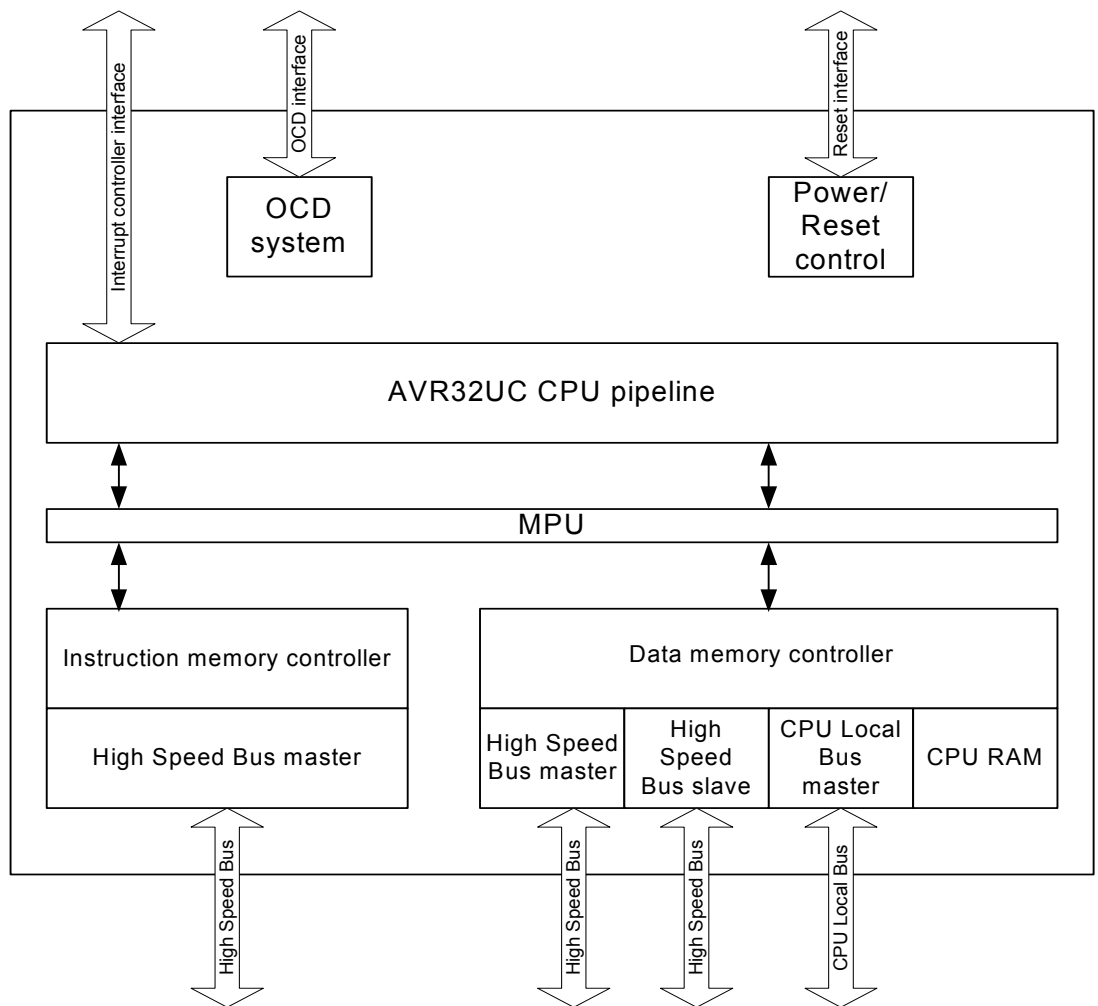 Interrupt controller interface
OCD interface
Reset interface
OCD
system
Power/
Reset
control
AVR32UC CPU pipeline
MPU
Instruction memory controller
High Speed Bus master
Data memory controller
High Speed
Bus master
High
Speed
Bus slave
CPU Local
Bus
master
CPU RAM
High Speed Bus
High Speed Bus
High Speed Bus
CPU Local Bus